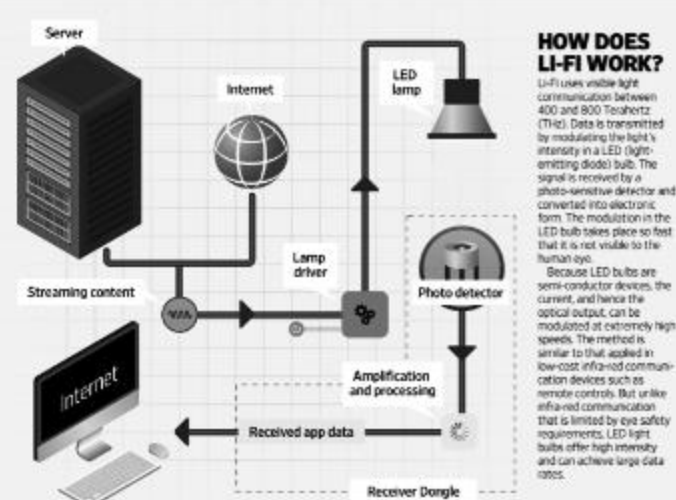 Server
Internet
LED
lamp
Lamp
driver
Streaming content
Photo detector
Internet
Amplification
and processing
Received app data
Receiver Dongle
HOW DOES
LI-FI WORK?
Li-Fi uses visible light
communication between
400 and 800 Terahertz
(THz). Data is transmitted
by modulating the light's
intensity in a LED (light-
emitting diode) bulb. The
signal is received by a
photo-sensitive detector and
converted into electronic
form. The modulation in the
LED bulb takes place so fast
that it is not visible to the
human eye.
Because LED bulbs are
semi-conductor devices, the
current, and hence the
optical output, can be
modulated at extremely high
speeds. The method is
similar to that applied in
low-cost infra-red communi-
cation devices such as
remote controls. But unlike
infra-red communication
that is limited by eye safety
requirements, LED light
bulbs offer high intensity
and can achieve large data
rates.